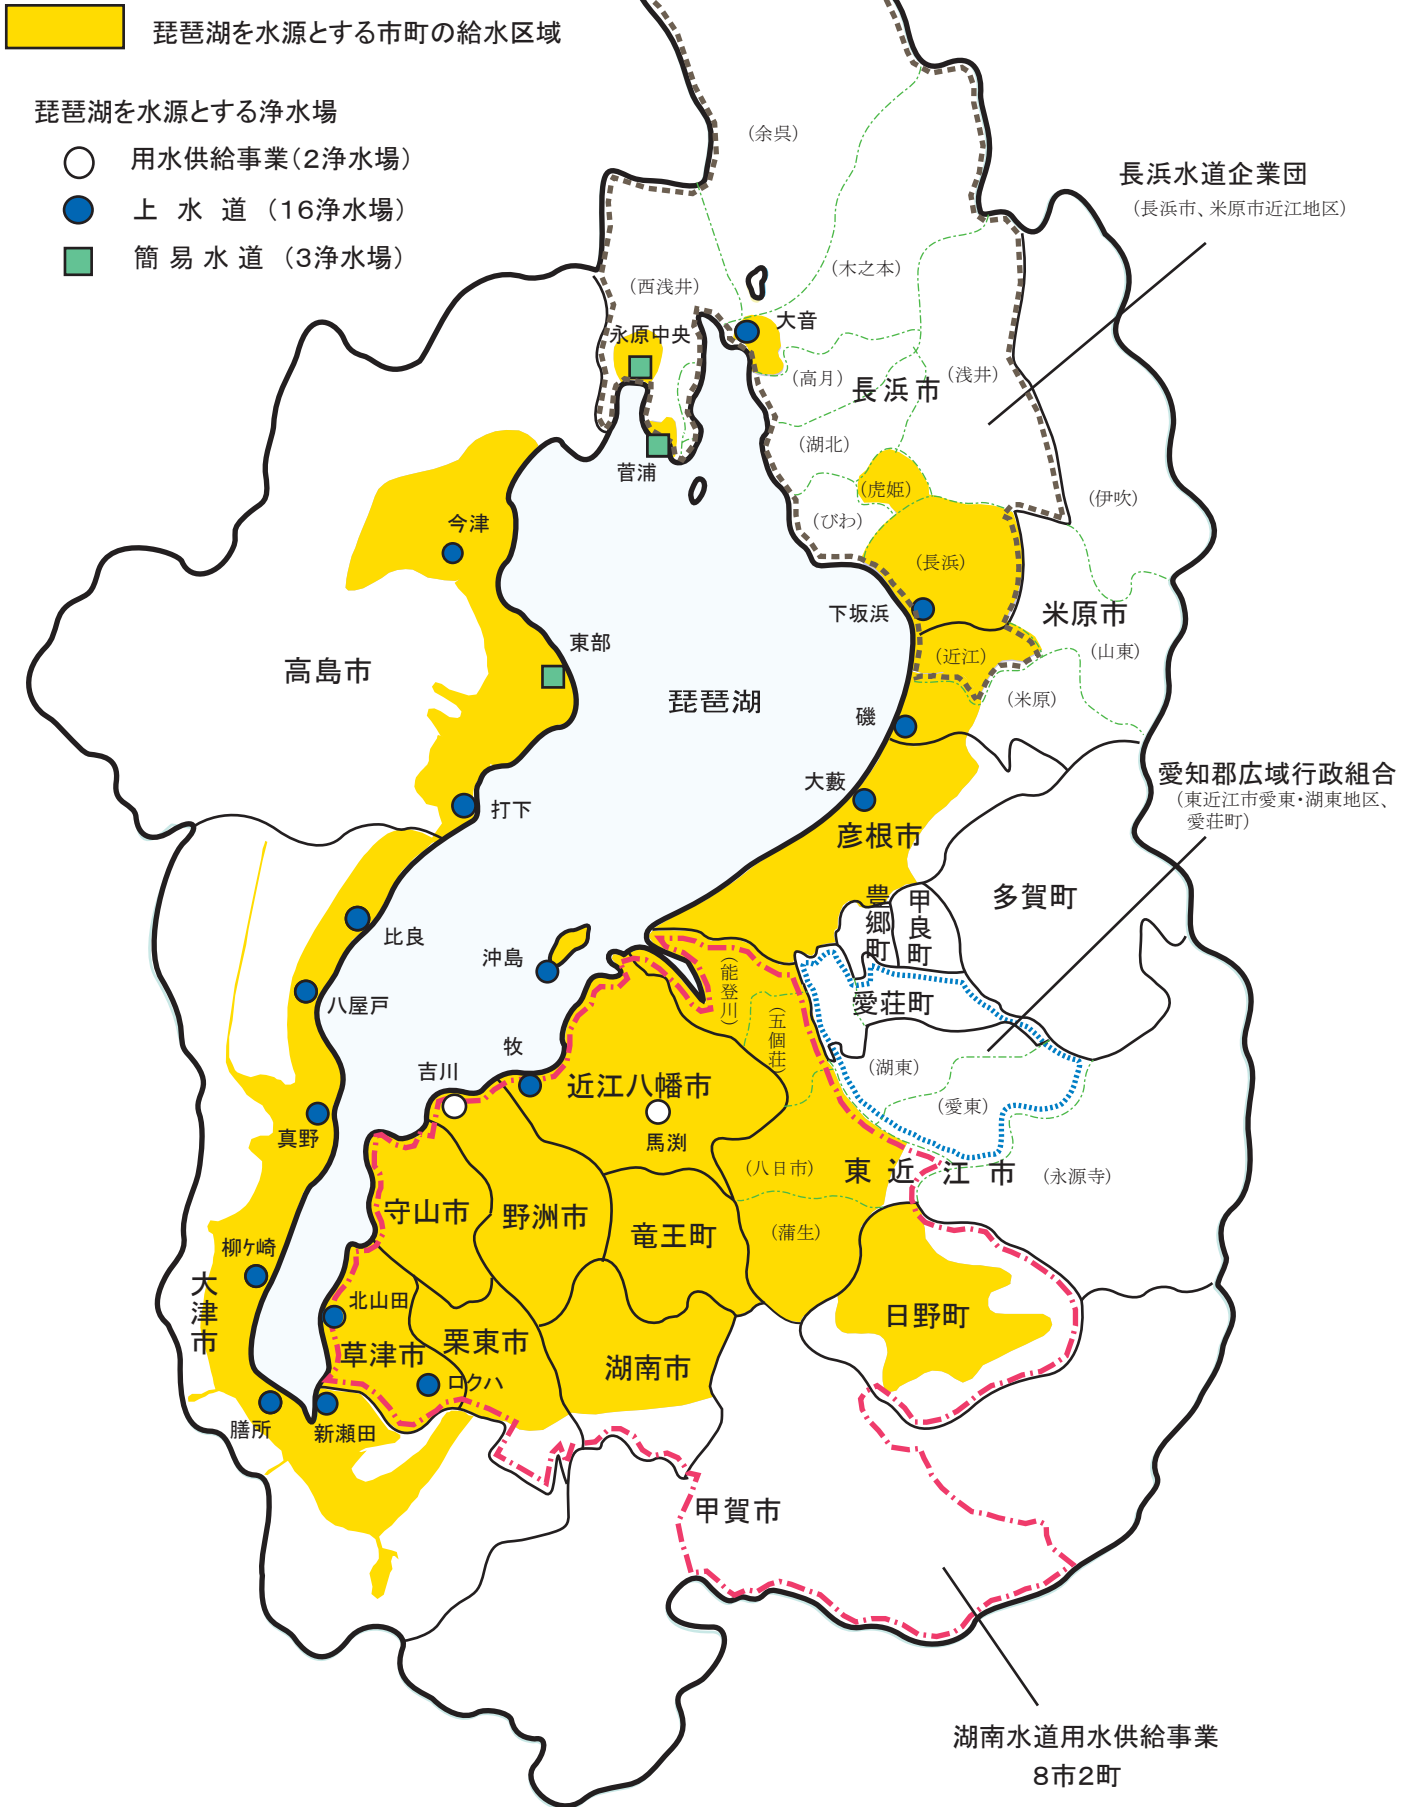 琵琶湖を水源とする市町の給水区域
琵琶湖を水源とする浄水場
用水供給事業(2浄水場)
上水道(16浄水場)
簡易水道(3浄水場)
(余呉)
長浜水道企業団
(長浜市、米原市近江地区)
(木之本)
(西浅井)
大音
永原中央
(高月)
長浜市
(浅井)
(湖北)
菅浦
(虎姫)
(伊吹)
(びわ)
今津
(長浜)
下坂浜
米原市
東部
(近江)
(山東)
高島市
琵琶湖
(米原)
磯
大藪
愛知郡広域行政組合
(東近江市愛東・湖東地区、
愛荘町)
打下
彦根市
豊郷町
甲良町
多賀町
比良
沖島
(能登川)
八屋戸
愛荘町
(五個荘)
牧
吉川
近江八幡市
(湖東)
(愛東)
真野
馬渕
(八日市)
東近江市
(永源寺)
守山市
野洲市
竜王町
(蒲生)
柳ケ崎
大津市
北山田
日野町
草津市
栗東市
湖南市
ロクハ
膳所
新瀬田
甲賀市
湖南水道用水供給事業
8市2町